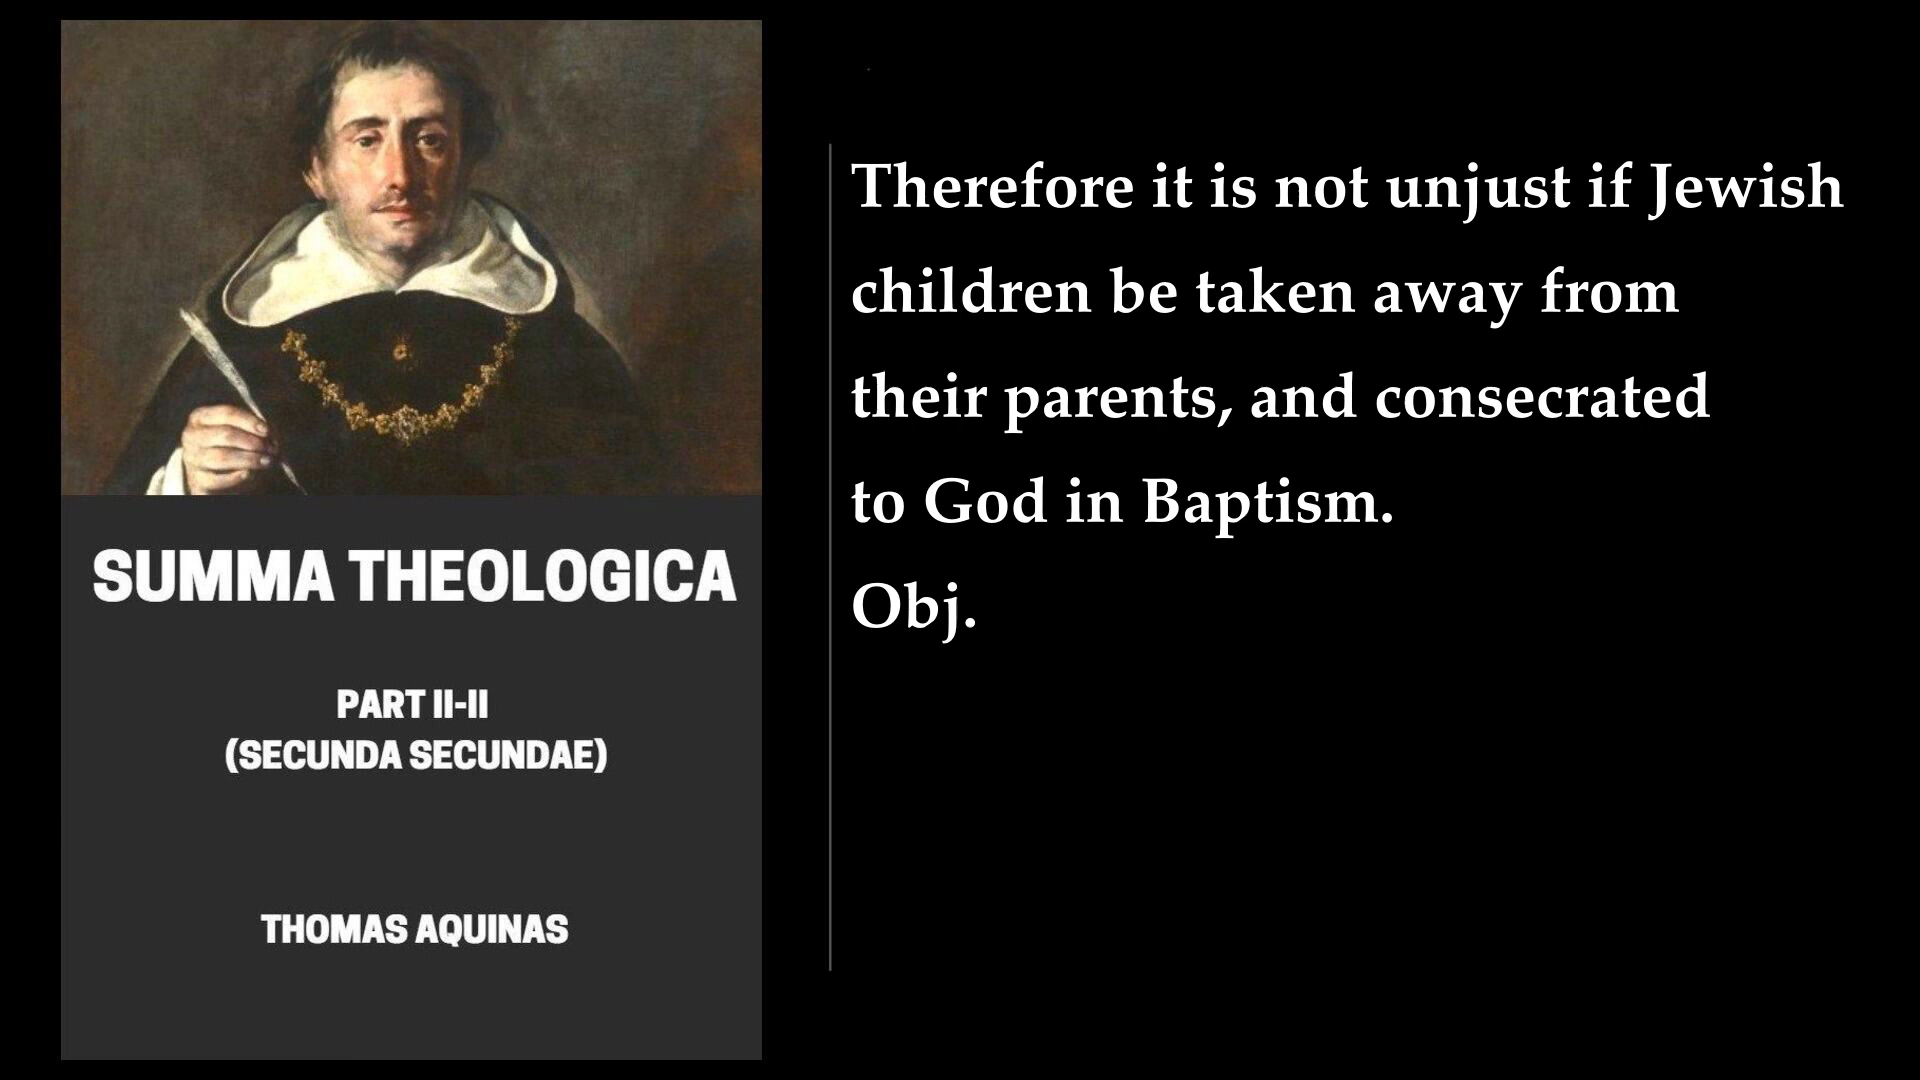 SUMMA THEOLOGICA
PART II-II
(SECUNDA SECUNDAE)
THOMAS AQUINAS
Therefore it is not unjust if Jewish
children be taken away from
their parents, and consecrated
to God in Baptism.
Obj.